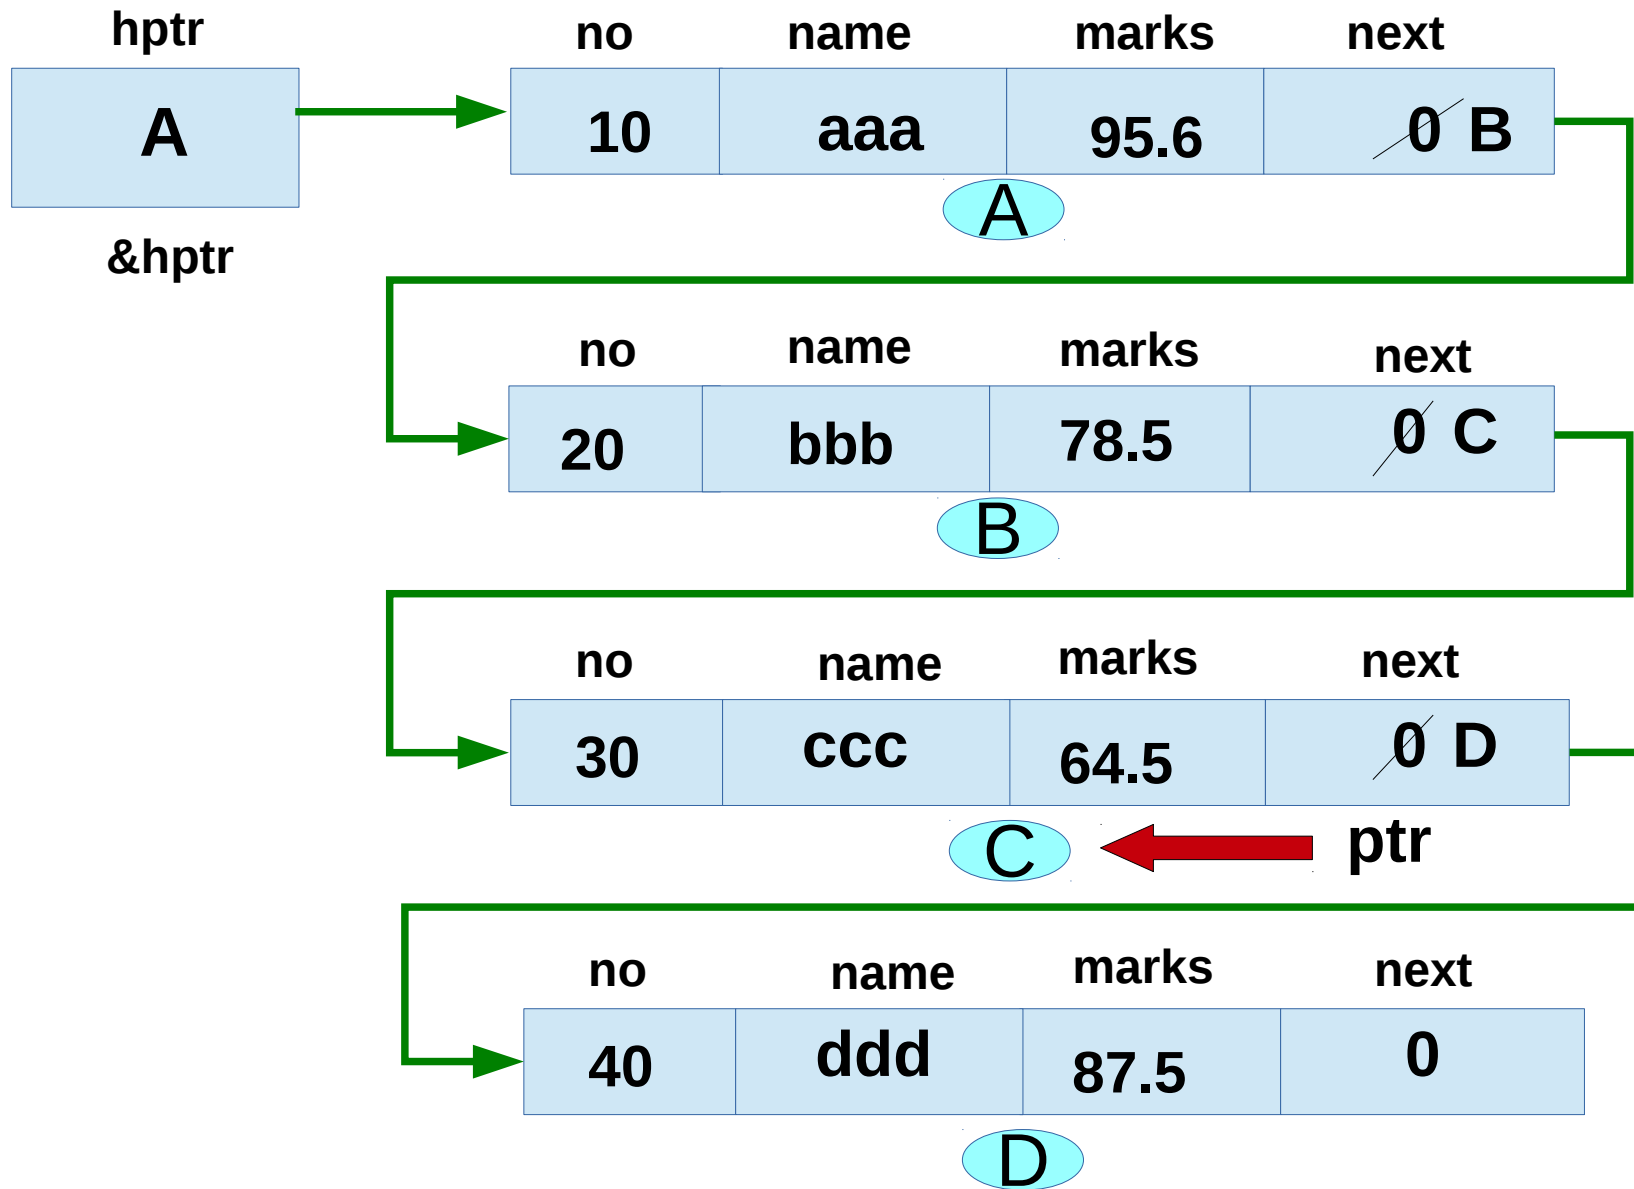 hptr no name marks next
A 10 aaa 95.6 0 B
A
&hptr
no name marks next
20 bbb 78.5 0 C
B
no name marks next
30 ccc 64.5 0 D
C ptr
no name marks next
40 ddd 87.5 0
D